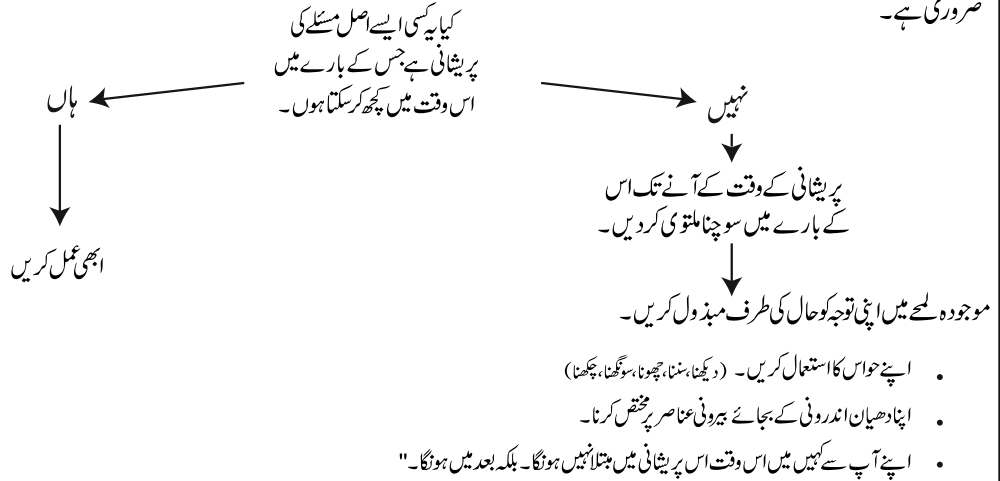 ضروری ہے۔
کیا یہ کسی ایسے اصل مسئلے کی
پریشانی ہے جس کے بارے میں
اس وقت میں کچھ کر سکتا ہوں۔
ہاں
نہیں
پریشانی کے وقت کے آنے تک اس
کے بارے میں سوچنا ملتوی کر دیں۔
ابھی عمل کریں
موجودہ لمحے میں اپنی توجہ کو حال کی طرف مبذول کریں۔
• اپنے حواس کا استعمال کریں۔ (دیکھنا، سننا، چھونا، سونگھنا، چکھنا)
• اپنا دھیان اندرونی کے بجائے بیرونی عناصر پر مختص کرنا۔
• اپنے آپ سے کہیں میں اس وقت اس پریشانی میں مبتلا نہیں ہونگا۔ بلکہ بعد میں ہونگا۔"